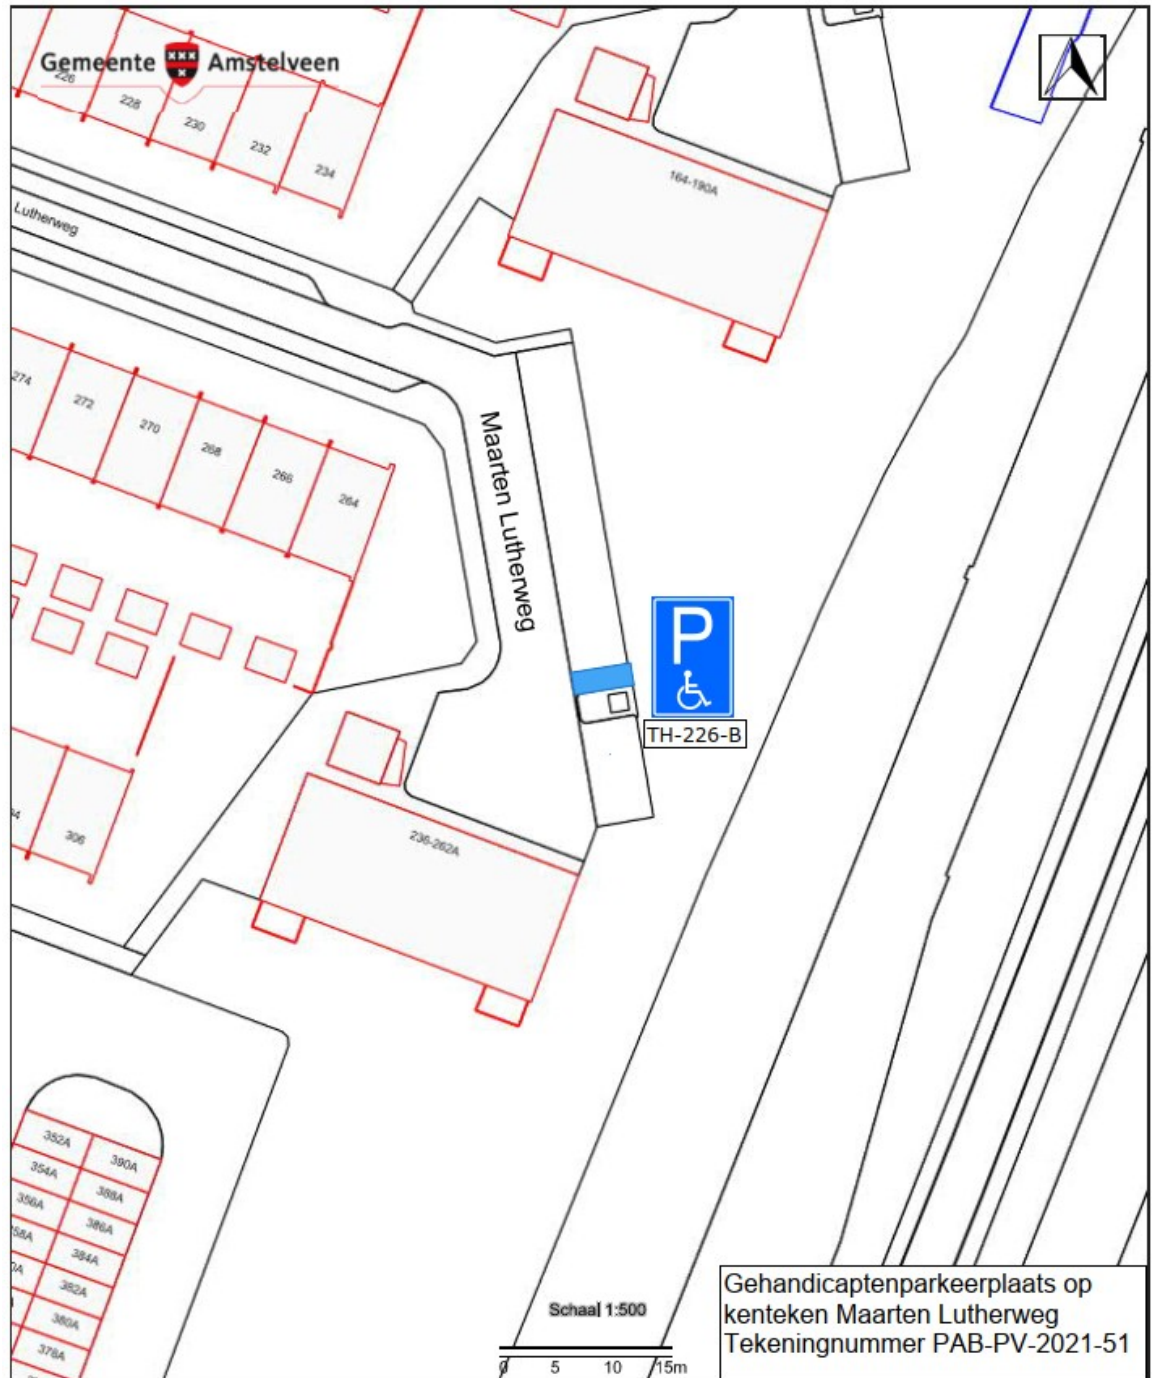 Gemeente Amstelveen
226
228
230
232
234
164-190A
Lutherweg
274
272
270
268
266
264
Maarten Lutherweg
P
TH-226-B
306
236-262A
352A
390A
354A
388A
356A
386A
384A
382A
380A
378A
Schaal 1:500
0 5 10 15m
Gehandicaptenparkeerplaats op
kenteken Maarten Lutherweg
Tekeningnummer PAB-PV-2021-51